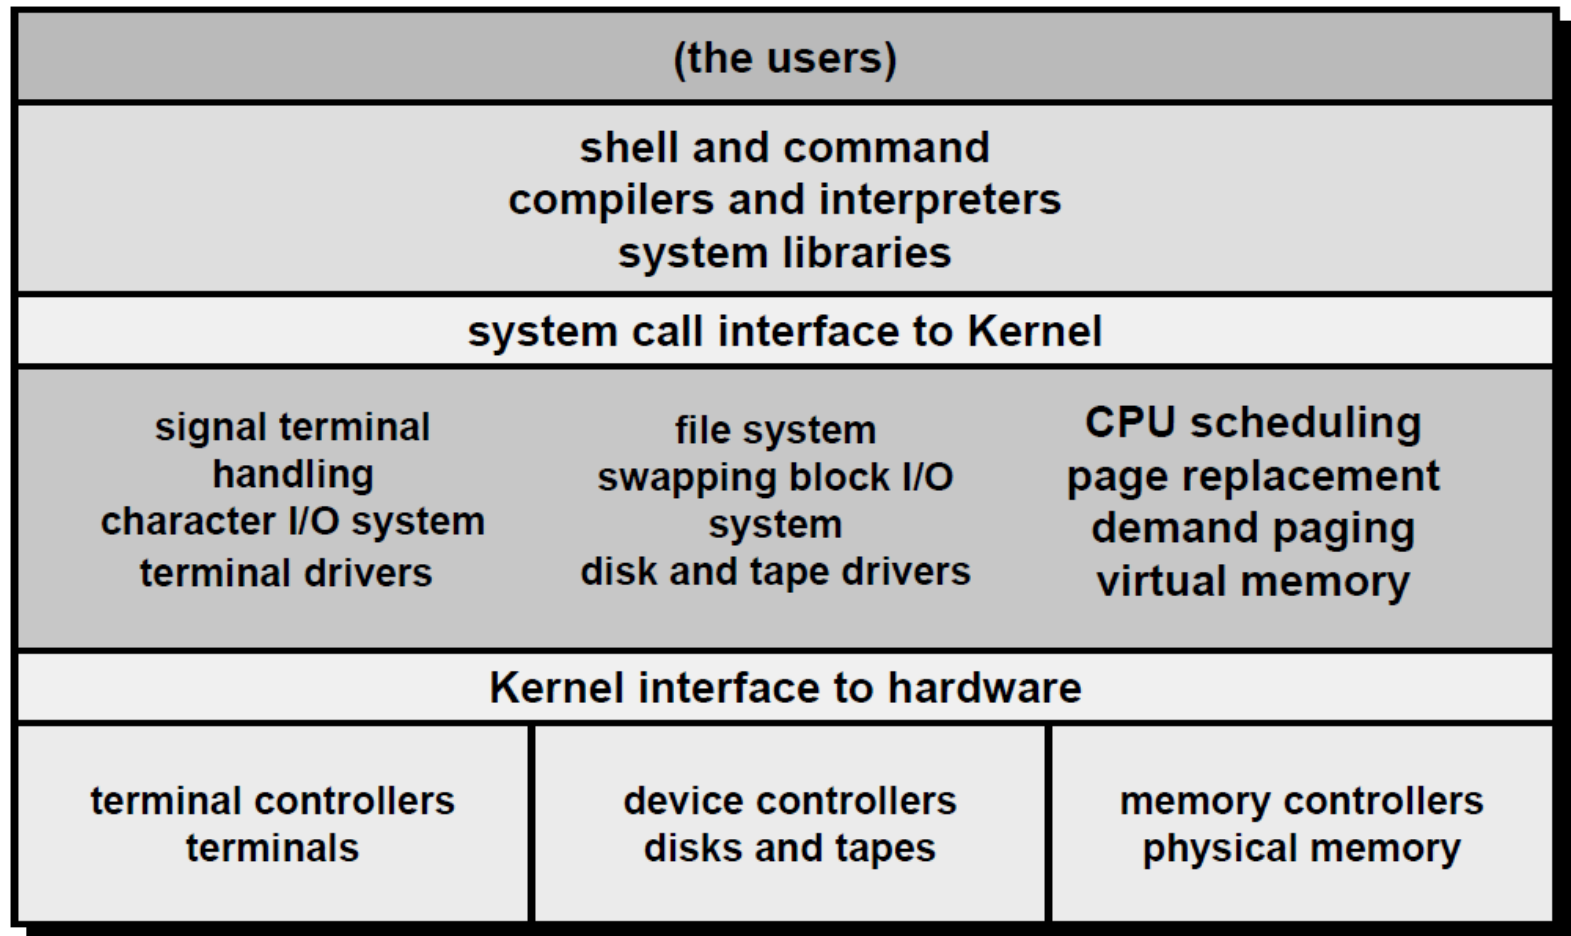 (the users)
shell and command
compilers and interpreters
system libraries
system call interface to Kernel
signal terminal
handling
character I/O system
terminal drivers
file system
swapping block I/O
system
disk and tape drivers
CPU scheduling
page replacement
demand paging
virtual memory
Kernel interface to hardware
terminal controllers
terminals
device controllers
disks and tapes
memory controllers
physical memory